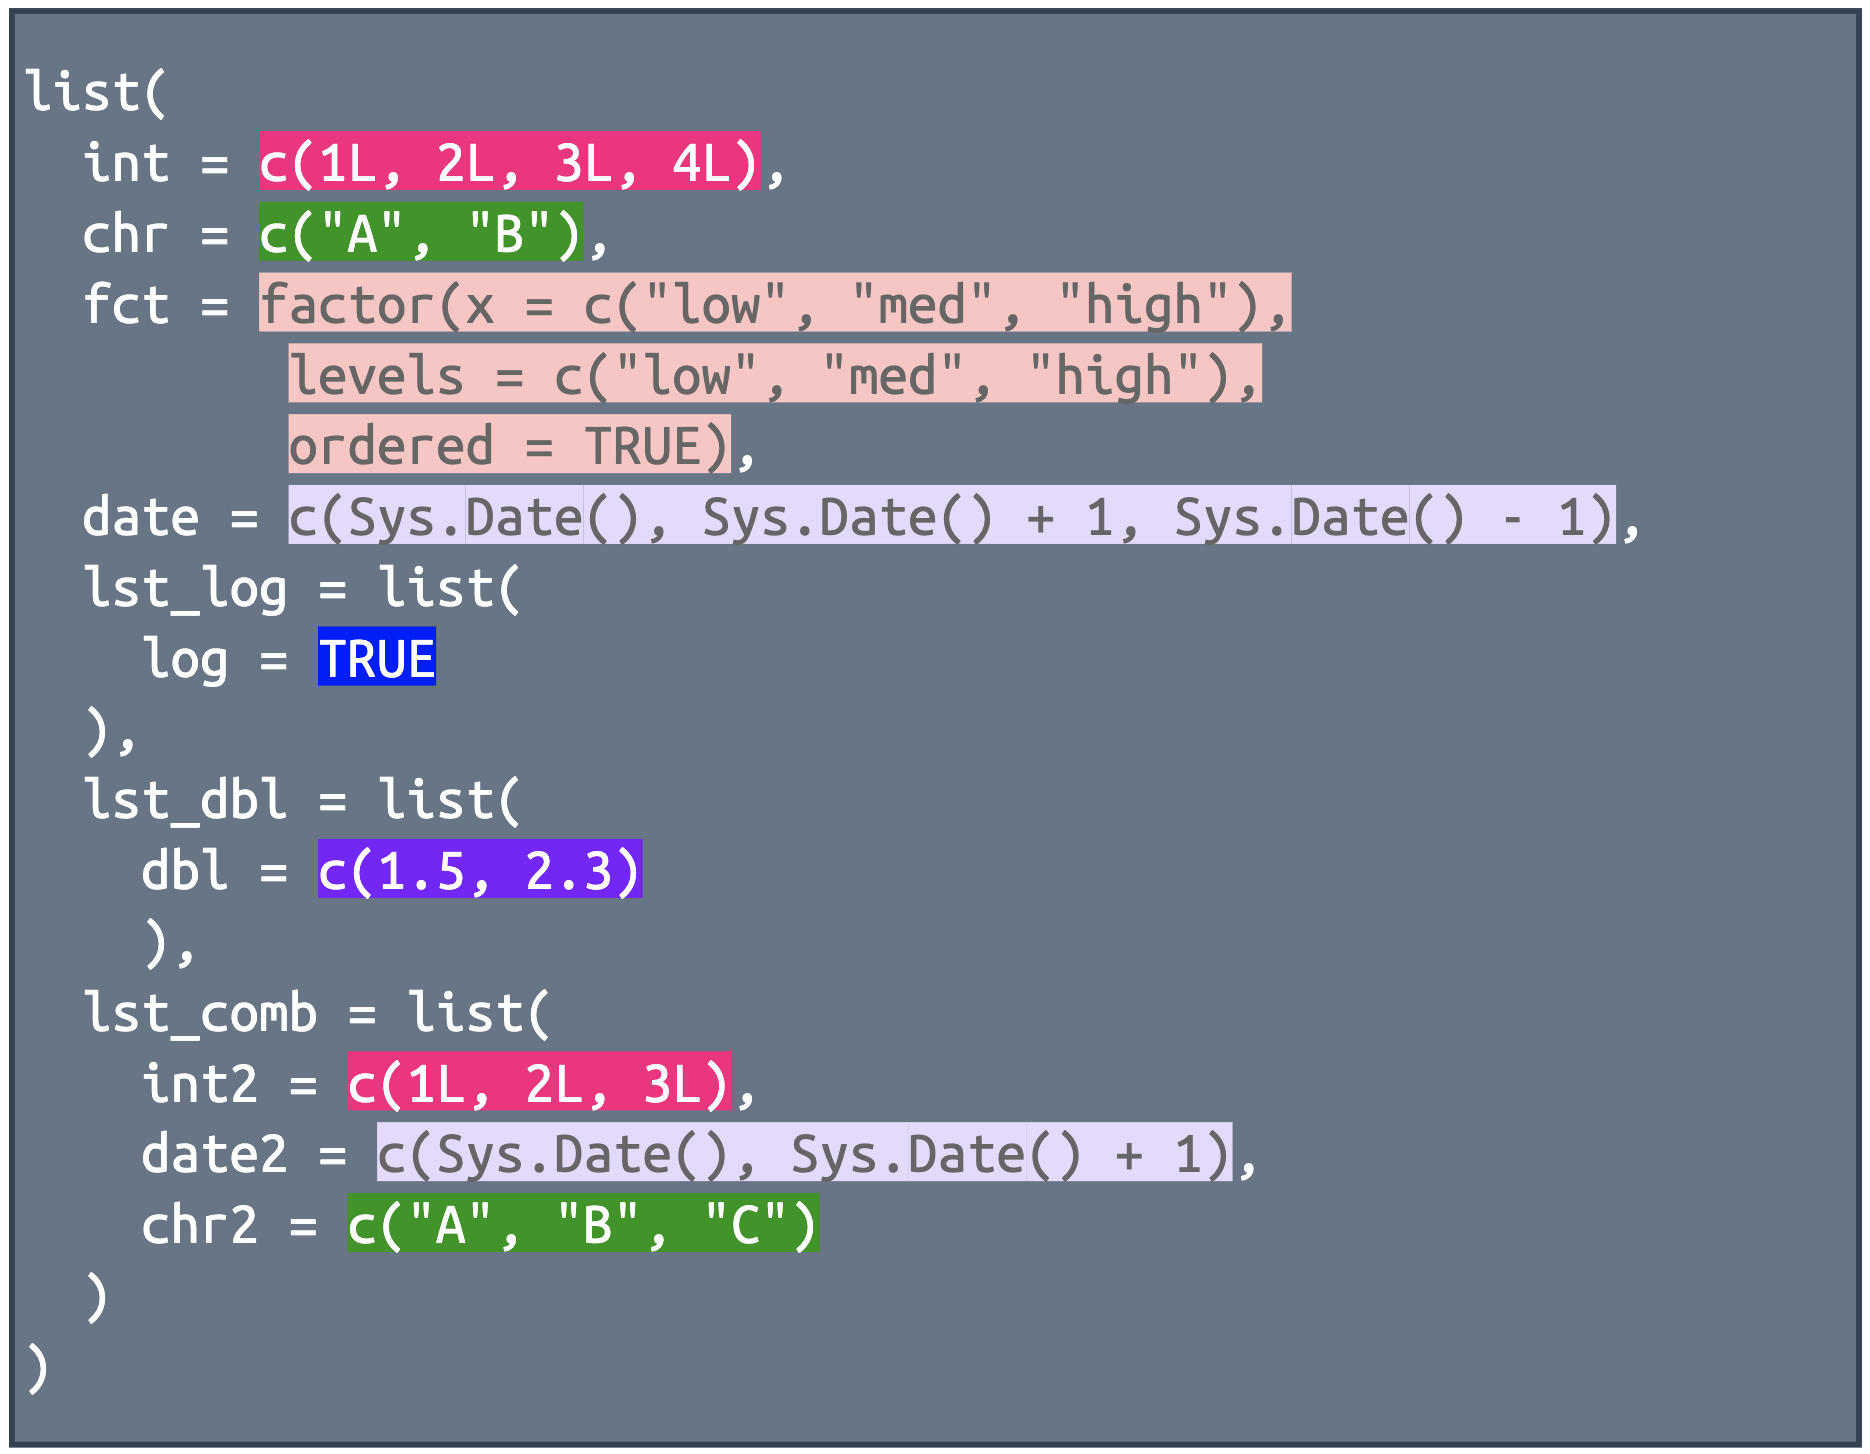 list(
  int = c(1L, 2L, 3L, 4L),
  chr = c("A", "B"),
  fct = factor(x = c("low", "med", "high"),
         levels = c("low", "med", "high"),
         ordered = TRUE),
  date = c(Sys.Date(), Sys.Date() + 1, Sys.Date() - 1),
  lst_log = list(
    log = TRUE
  ),
  lst_dbl = list(
    dbl = c(1.5, 2.3)
    ),
  lst_comb = list(
    int2 = c(1L, 2L, 3L),
    date2 = c(Sys.Date(), Sys.Date() + 1),
    chr2 = c("A", "B", "C")
  )
)